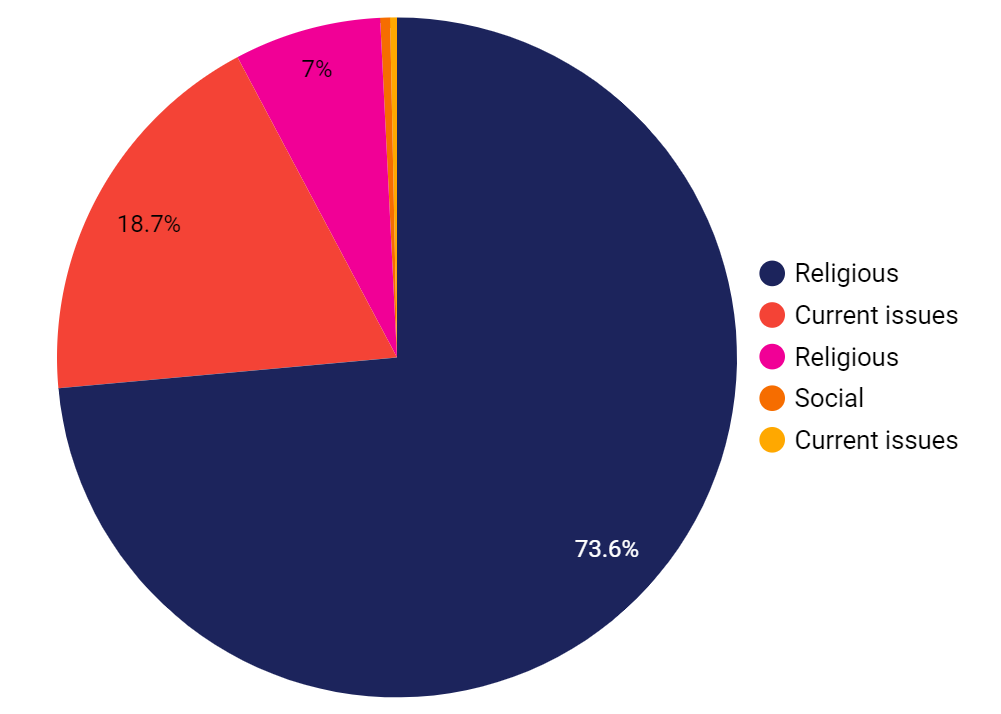 7%
18.7%
73.6%
Religious
Current issues
Religious
Social
Current issues